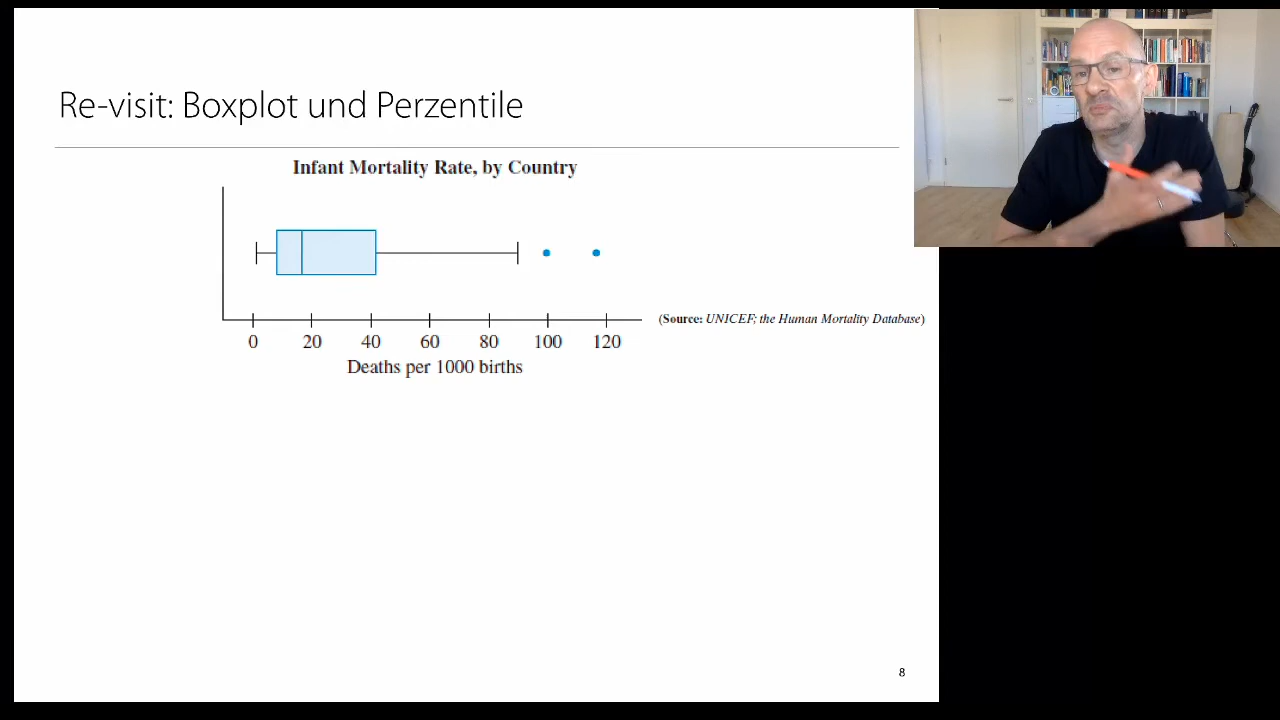 Re-visit: Boxplot und Perzentile
Infant Mortality Rate, by Country
(Source: UNICEF; the Human Mortality Database)
0 20 40 60 80 100 120
Deaths per 1000 births
8